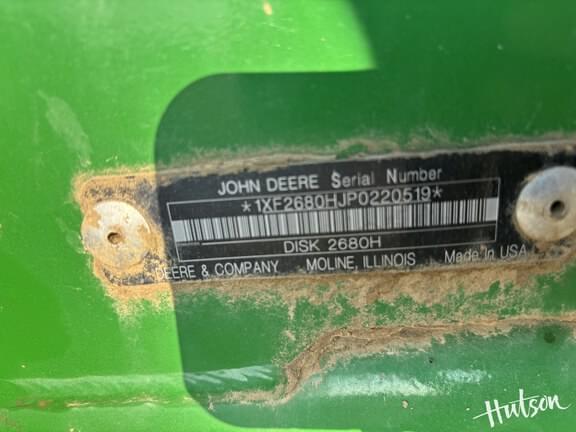 JOHN DEERE Serial Number
*1XF2680HJP0220519*
DISK 2680H
DEERE & COMPANY MOLINE, ILLINOIS Made In USA
Hutson